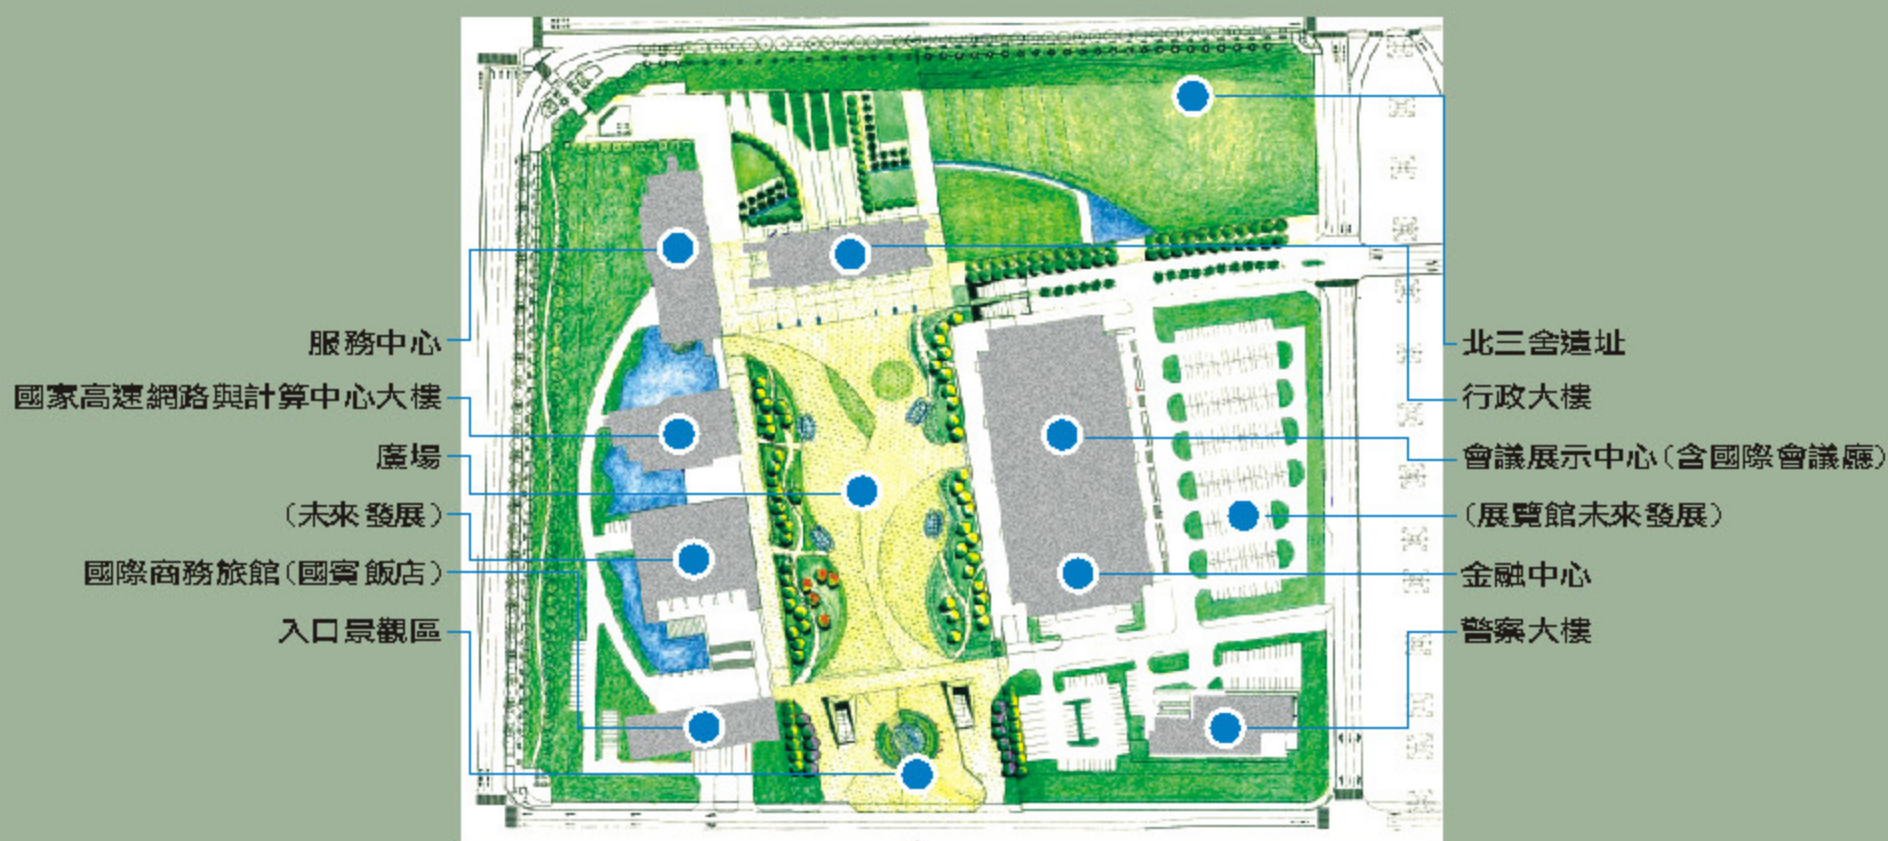 服務中心
國家高速網路與計算中心大樓
廣場
(未來發展)
國際商務旅館(國賓飯店)
入口景觀區
北三舍遺址
行政大樓
會議展示中心(含國際會議廳)
(展覽館未來發展)
金融中心
警察大樓